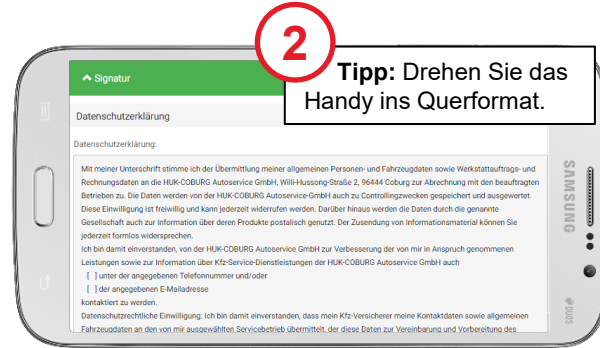 2
Tipp: Drehen Sie das
Handy ins Querformat.
Signatur
Datenschutzerklärung
Datenschutzerklärung:
Mit meiner Unterschrift stimme ich der Übermittlung meiner allgemeinen Personen- und Fahrzeugdaten sowie Werkstattauftrags- und
Rechnungsdaten an die HUK-COBURG Autoservice GmbH, Willi-Hussong-Straße 2, 96444 Coburg zur Abrechnung mit den beauftragten
Betrieben zu. Die Daten werden von der HUK-COBURG Autoservice-GmbH auch zu Controllingzwecken gespeichert und ausgewertet.
Diese Einwilligung ist freiwillig und kann jederzeit widerrufen werden. Darüber hinaus werden die Daten durch die genannte
Gesellschaft auch zur Information über deren Produkte postalisch genutzt. Der Zusendung von Informationsmaterial können Sie
jederzeit formlos widersprechen.
Ich bin damit einverstanden, von der HUK-COBURG Autoservice GmbH zur Verbesserung der von mir in Anspruch genommenen
Leistungen sowie zur Information über Kfz-Service-Dienstleistungen der HUK-COBURG Autoservice GmbH auch
[ ] unter der angegebenen Telefonnummer und/oder
[ ] der angegebenen E-Mailadresse
kontaktiert zu werden.
Datenschutzrechtliche Einwilligung: Ich bin damit einverstanden, dass mein Kfz-Versicherer meine Kontaktdaten sowie allgemeinen
Fahrzeugdaten an den von mir ausgewählten Servicebetrieb übermittelt, der diese Daten zur Vereinbarung und Vorbereitung des
SAMSUNG
DUOS